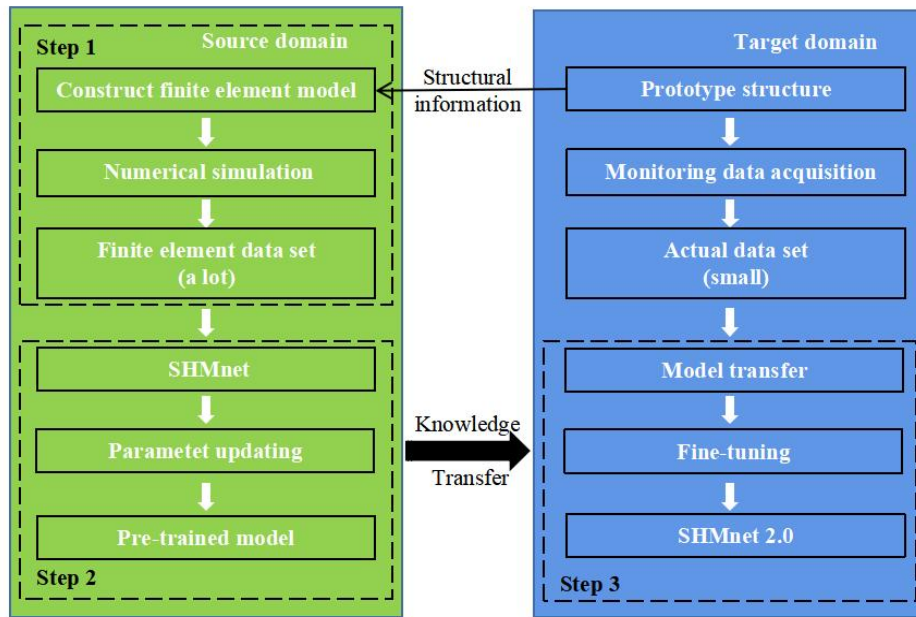 Step 1
Source domain
Construct finite element model
Numerical simulation
Finite element data set
(a lot)
SHMnet
Parametet updating
Pre-trained model
Step 2
Structural
information
Knowledge
Transfer
Target domain
Prototype structure
Monitoring data acquisition
Actual data set
(small)
Model transfer
Fine-tuning
SHMnet 2.0
Step 3